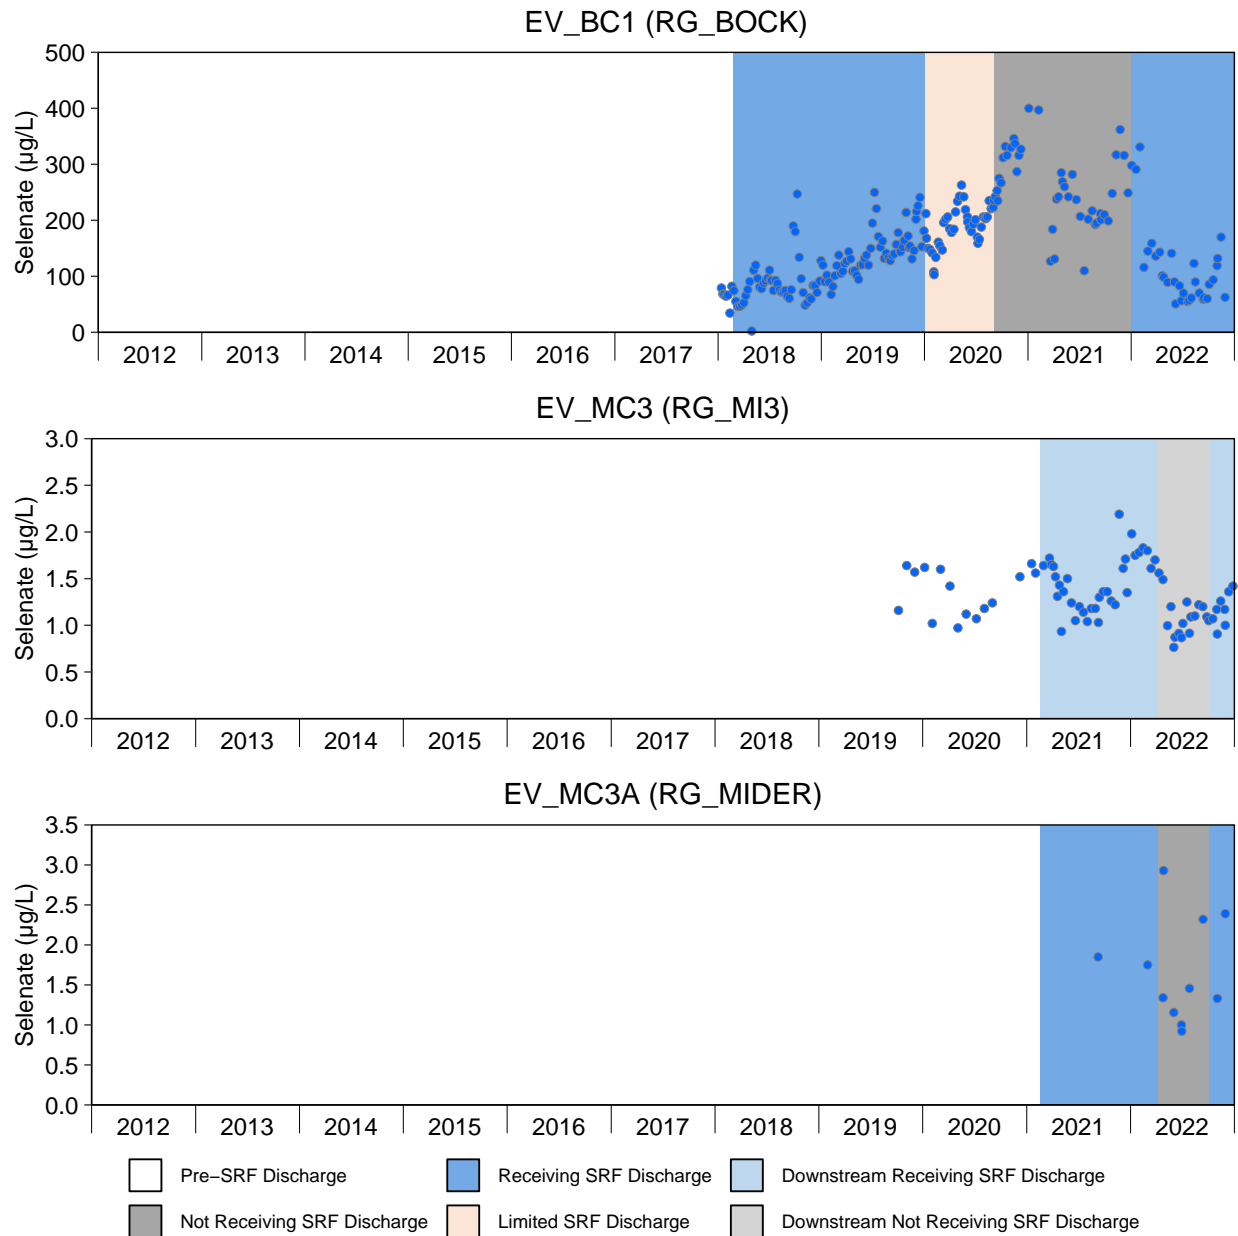 EV_BC1 (RG_BOCK)
500
400
300
200
100
0
Selenate (µg/L)
2012 2013 2014 2015 2016 2017 2018 2019 2020 2021 2022
EV_MC3 (RG_MI3)
3.0
2.5
2.0
1.5
1.0
0.5
0.0
Selenate (µg/L)
2012 2013 2014 2015 2016 2017 2018 2019 2020 2021 2022
EV_MC3A (RG_MIDER)
3.5
3.0
2.5
2.0
1.5
1.0
0.5
0.0
Selenate (µg/L)
2012 2013 2014 2015 2016 2017 2018 2019 2020 2021 2022
Pre−SRF Discharge Receiving SRF Discharge Downstream Receiving SRF Discharge
Not Receiving SRF Discharge Limited SRF Discharge Downstream Not Receiving SRF Discharge